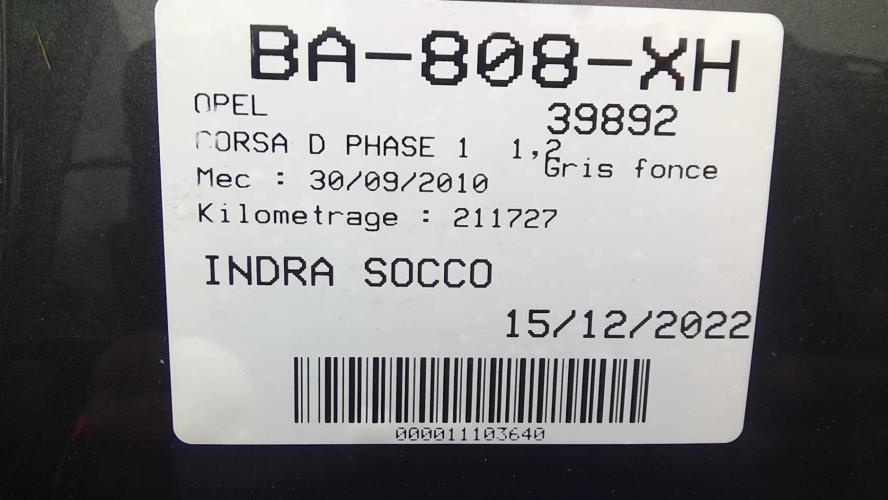 BA-808-XH
OPEL
39892
CORSA D PHASE 1 1,2
Gris fonce
Mec : 30/09/2010
Kilometrage : 211727
INDRA SOCCO
15/12/2022
000011103640